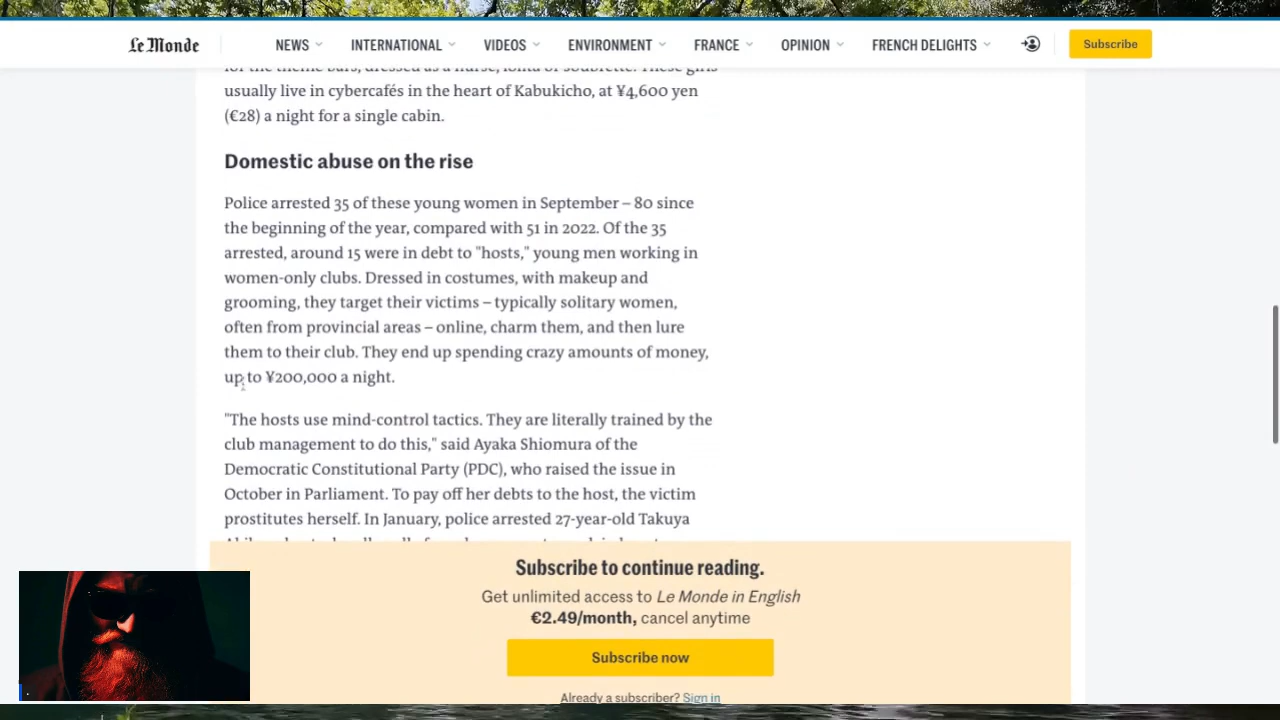 Le Monde
NEWS
INTERNATIONAL
VIDEOS
ENVIRONMENT
FRANCE
OPINION
FRENCH DELIGHTS
Subscribe
for the theme bars, dressed as a nurse, lolita or soubrette. These girls
usually live in cybercafés in the heart of Kabukicho, at ¥4,600 yen
(€28) a night for a single cabin.
Domestic abuse on the rise
Police arrested 35 of these young women in September – 80 since
the beginning of the year, compared with 51 in 2022. Of the 35
arrested, around 15 were in debt to "hosts," young men working in
women-only clubs. Dressed in costumes, with makeup and
grooming, they target their victims – typically solitary women,
often from provincial areas – online, charm them, and then lure
them to their club. They end up spending crazy amounts of money,
up to ¥200,000 a night.
"The hosts use mind-control tactics. They are literally trained by the
club management to do this," said Ayaka Shiomura of the
Democratic Constitutional Party (PDC), who raised the issue in
October in Parliament. To pay off her debts to the host, the victim
prostitutes herself. In January, police arrested 27-year-old Takuya
Subscribe to continue reading.
Get unlimited access to Le Monde in English
€2.49/month, cancel anytime
Subscribe now
Already a subscriber? Sign in